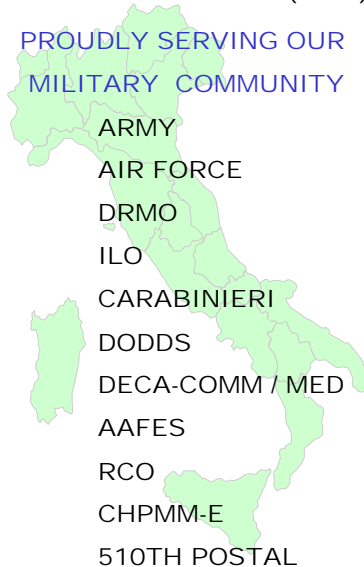 PROUDLY SERVING OUR
MILITARY COMMUNITY
ARMY
AIR FORCE
DRMO
ILO
CARABINIERI
DODDS
DECA-COMM / MED
AAFES
RCO
CHPMM-E
510TH POSTAL